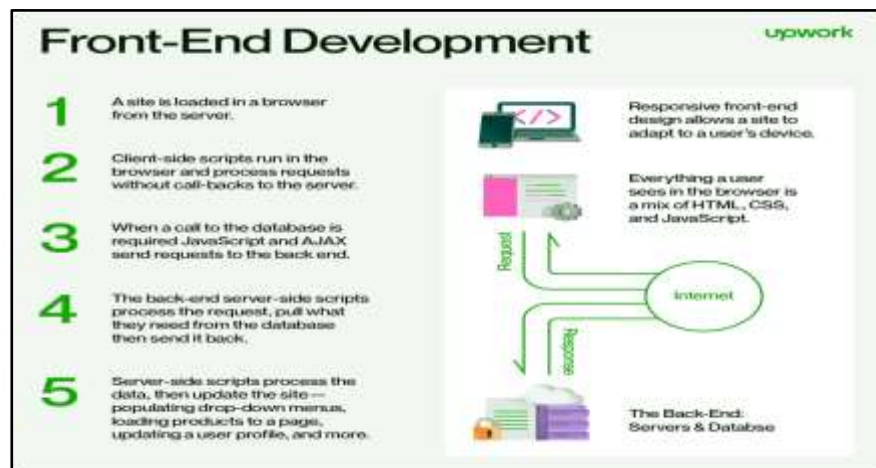 Front-End Development
upwork
1
A site is loaded in a browser
from the server.
2
Client-side scripts run in the
browser and process requests
without call-backs to the server.
3
When a call to the database is
required JavaScript and AJAX
send requests to the back end.
4
The back-end server-side scripts
process the request, pull what
they need from the database
then send it back.
5
Server-side scripts process the
data, then update the site—
populating drop-down menus,
loading products to a page,
updating a user profile, and more.
</>
Responsive front-end
design allows a site to
adapt to a user's device.
Everything a user
sees in the browser is
a mix of HTML, CSS,
and JavaScript.
Request
Internet
Response
The Back-End:
Servers & Databse